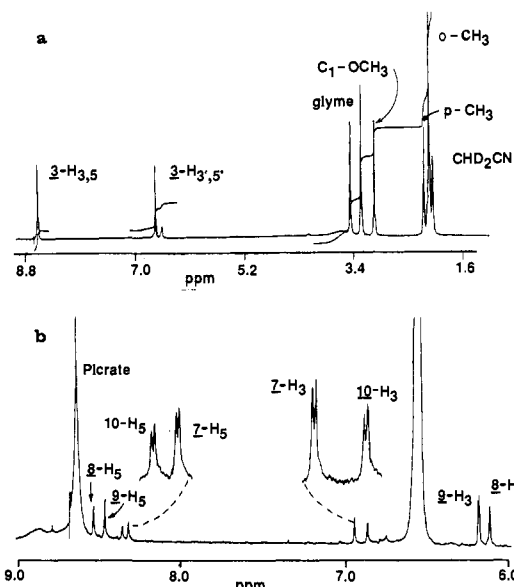 a
o-CH3
C1-OCH3
glyme
p-CH3
CHD2CN
3-H3,5
3-H3',5'
8.8 7.0 5.2 3.4 1.6
ppm
b
Picrate
7-H3
10-H3
10-H5
7-H5
8-H5
9-H5
9-H3
8-H
9.0 8.0 7.0 6.0
ppm